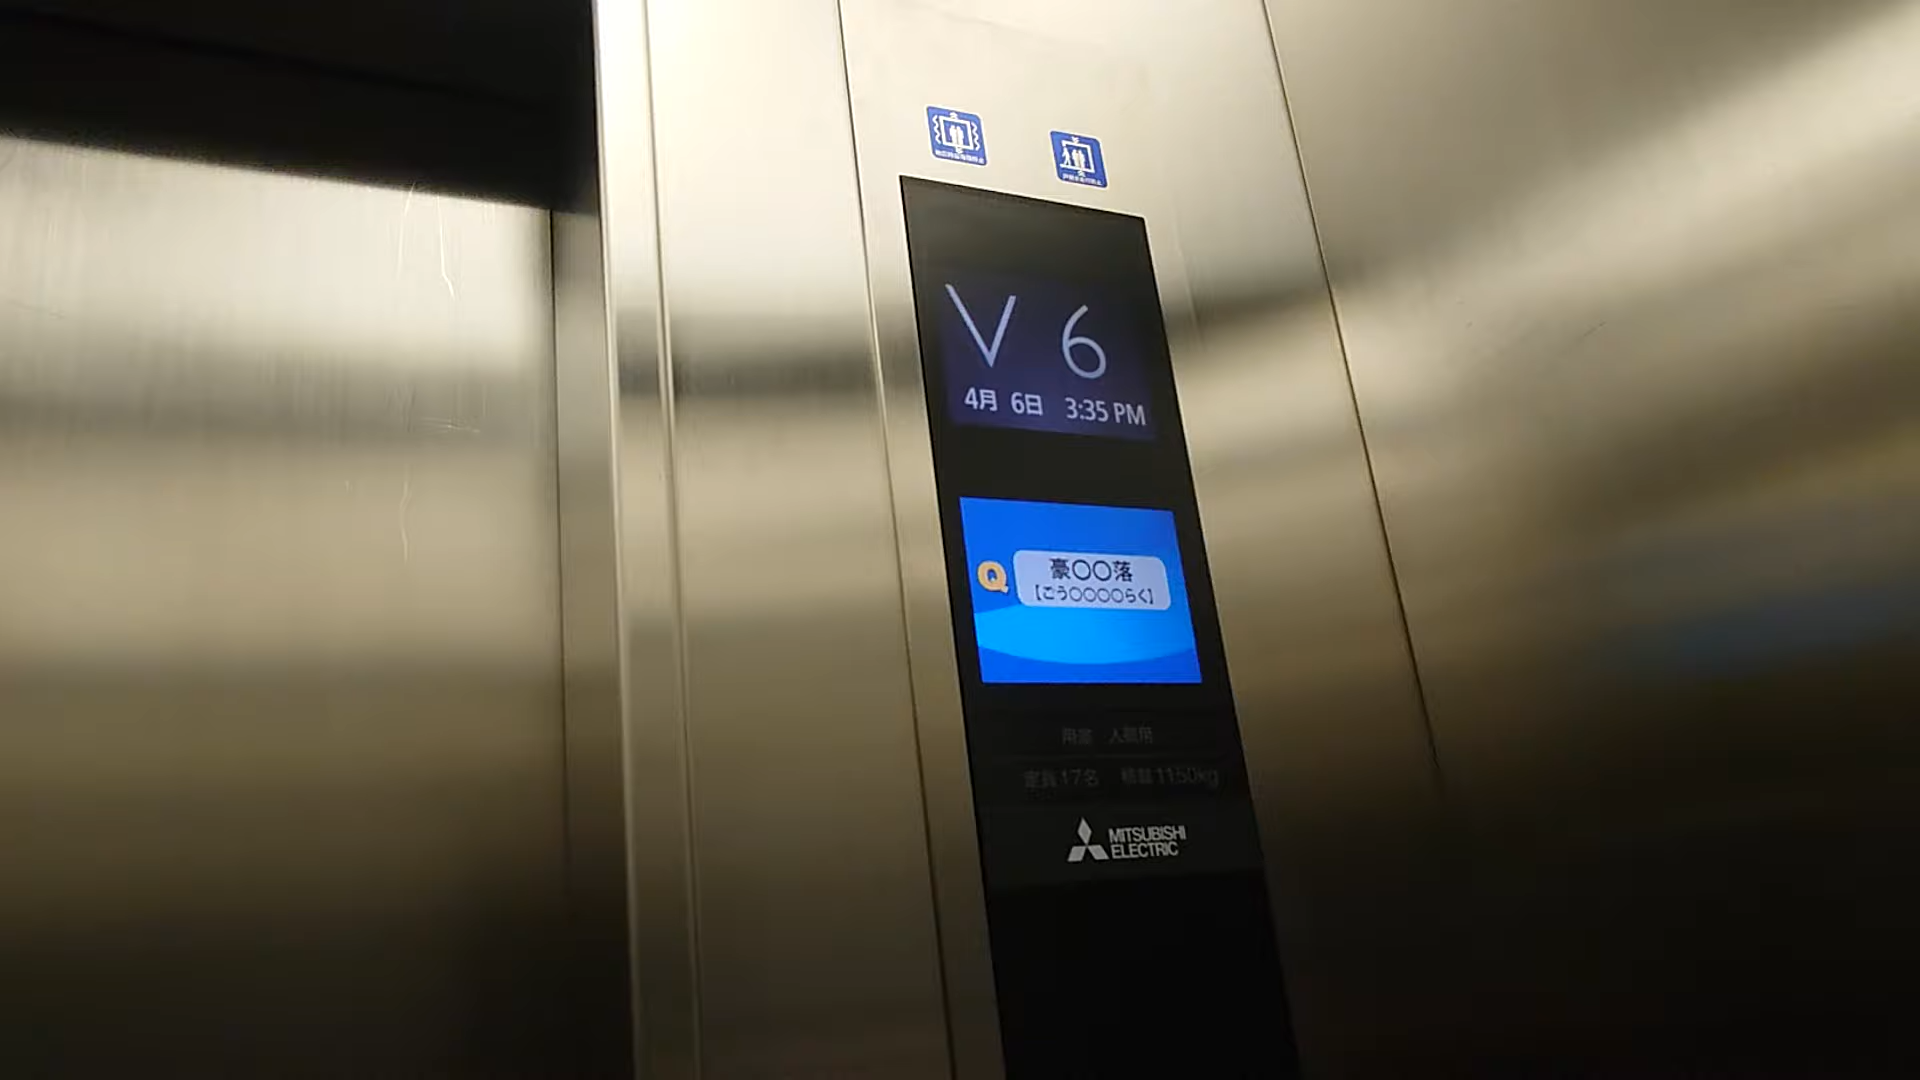 V 6
4月 6日 3:35 PM
Q
豪〇〇落
【ごう〇〇〇〇らく】
用途 人荷用
定員17名 積載1150kg
MITSUBISHI
ELECTRIC